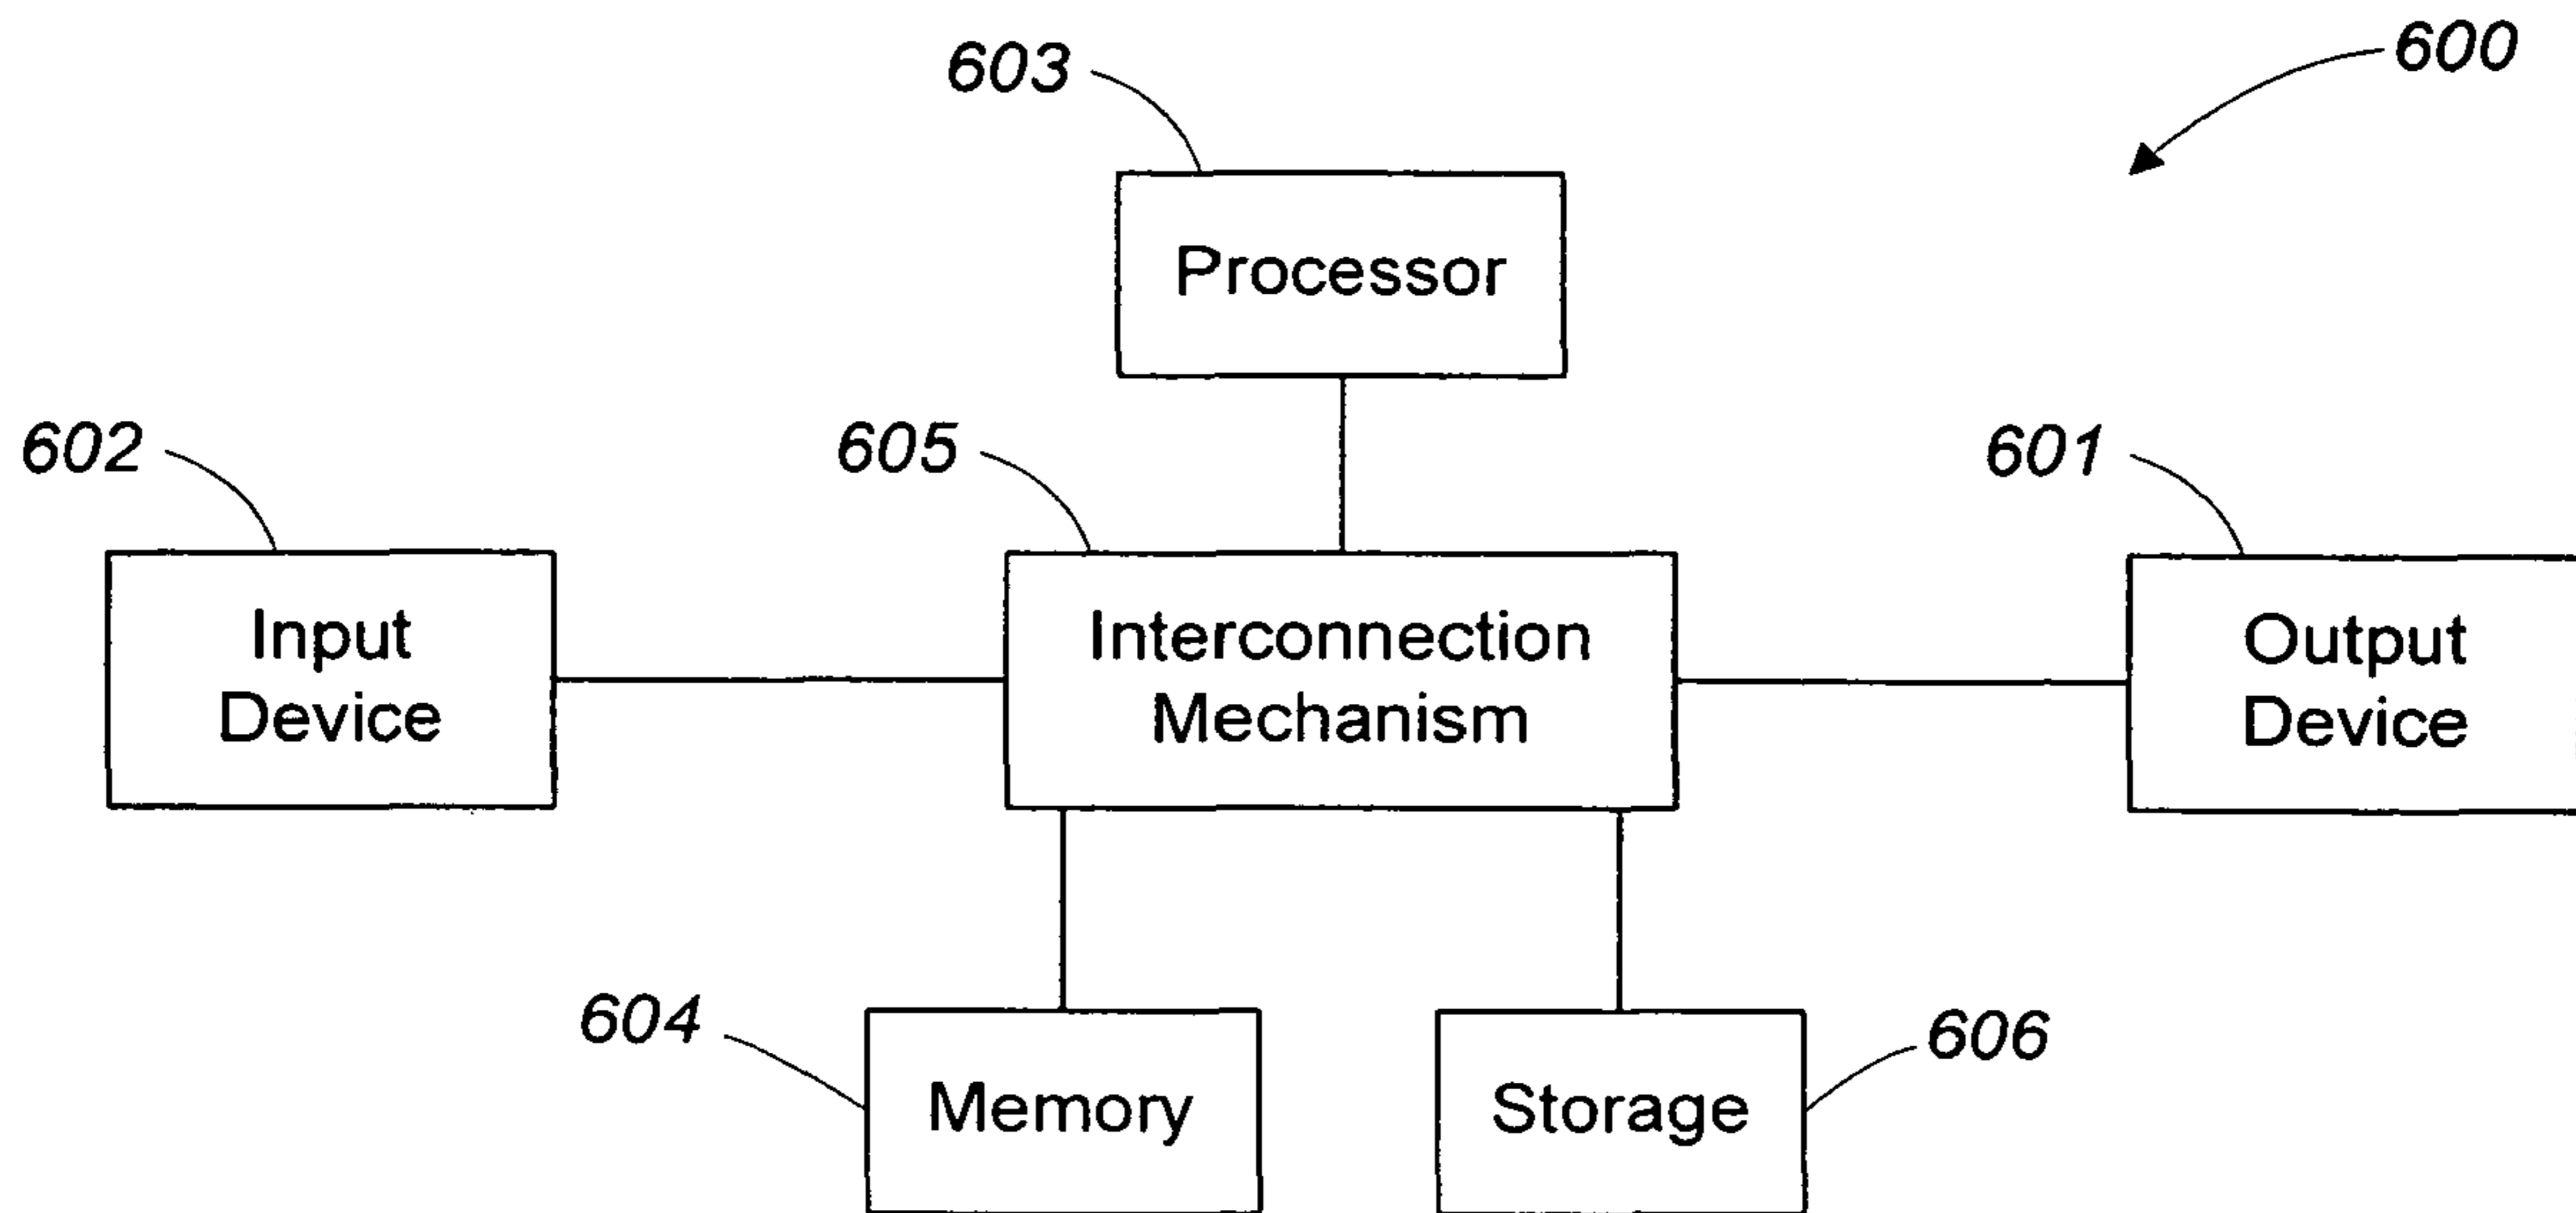 600
603
Processor
602
605
601
Input
Device
Interconnection
Mechanism
Output
Device
604
606
Memory
Storage